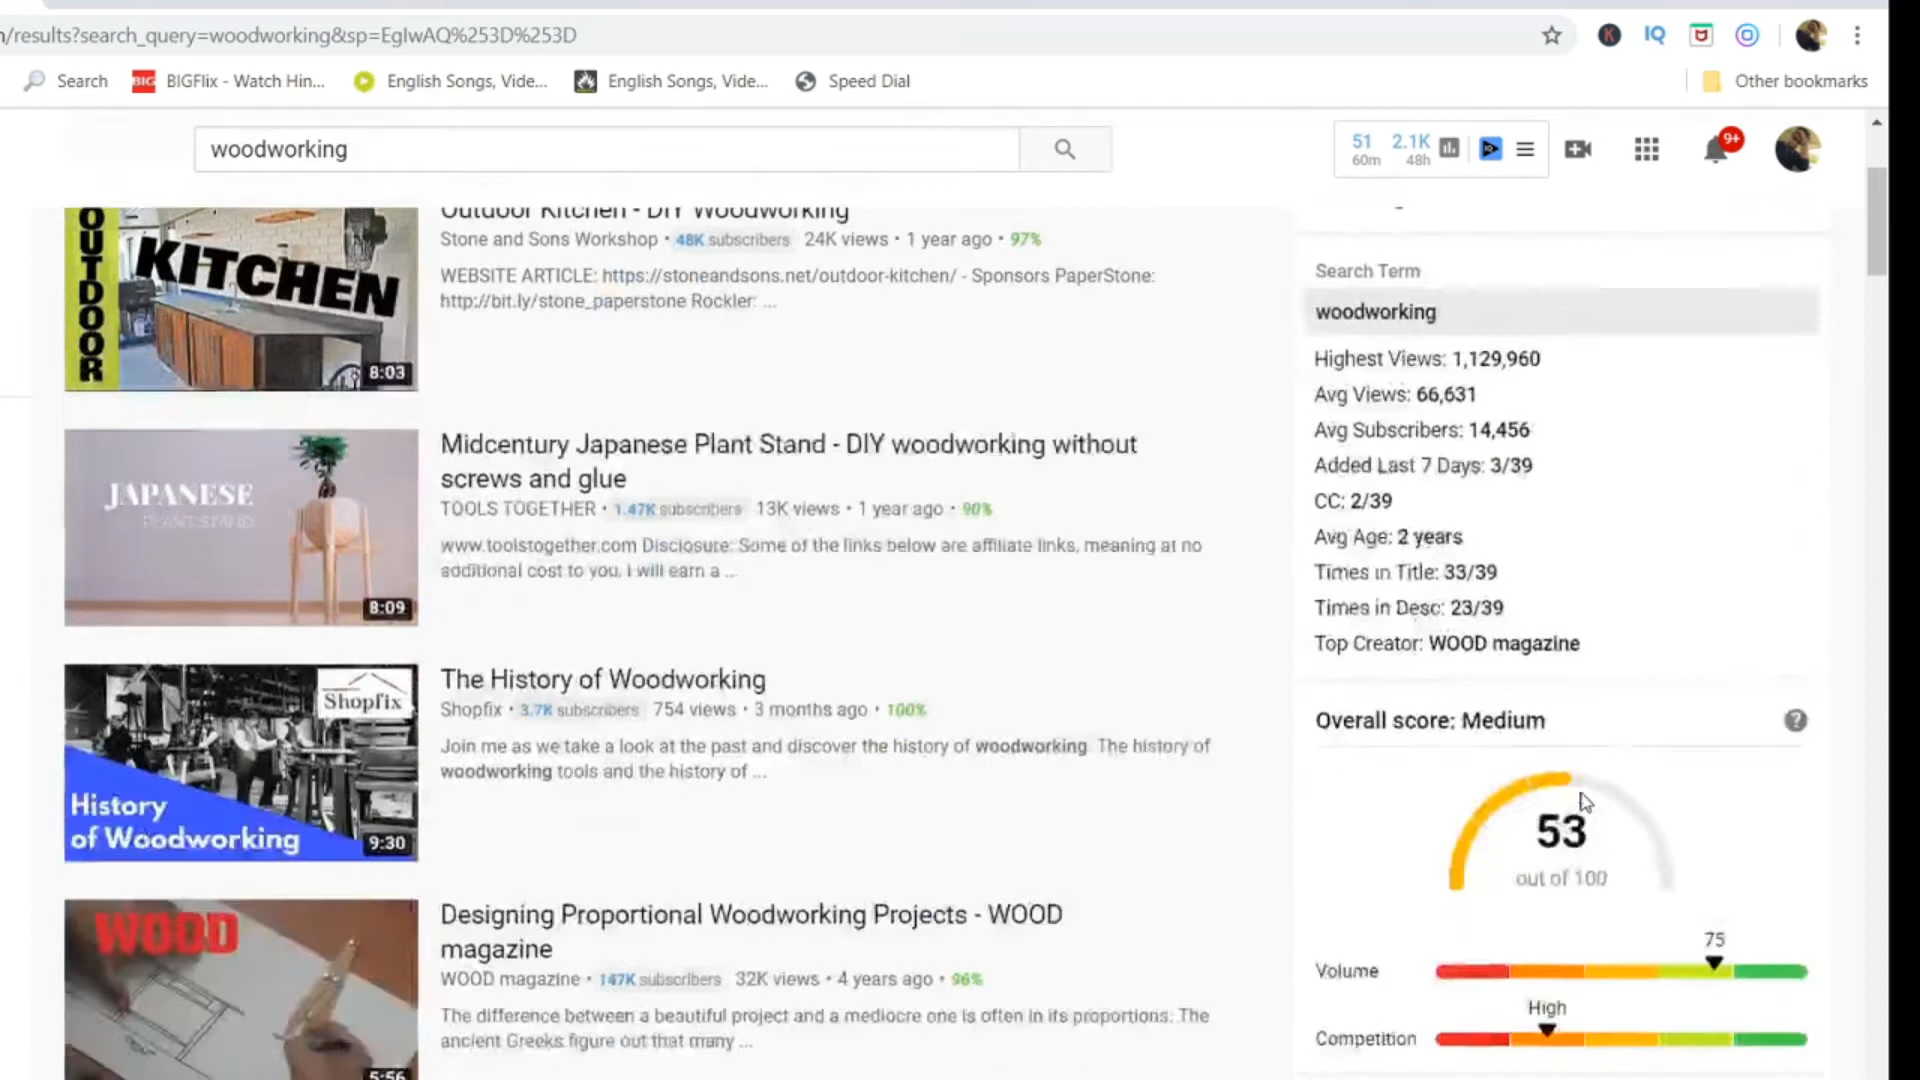 /results?search_query=woodworking&sp=EgIwAQ%253D%253D
K
IQ
Search
BIG
BIGFlix - Watch Hin...
English Songs, Vide...
English Songs, Vide...
Speed Dial
Other bookmarks
woodworking
51
60m
2.1K
48h
9+
Outdoor Kitchen - DIY Woodworking
Stone and Sons Workshop • 48K subscribers 24K views • 1 year ago • 97%
WEBSITE ARTICLE: https://stoneandsons.net/outdoor-kitchen/ - Sponsors PaperStone:
http://bit.ly/stone_paperstone Rockler: ...
OUTDOOR
KITCHEN
8:03
Midcentury Japanese Plant Stand - DIY woodworking without
screws and glue
TOOLS TOGETHER • 1.47K subscribers 13K views • 1 year ago • 90%
www.toolstogether.com Disclosure: Some of the links below are affiliate links, meaning at no
additional cost to you, I will earn a ...
JAPANESE
PLANT STAND
8:09
The History of Woodworking
Shopfix • 3.7K subscribers 754 views • 3 months ago • 100%
Join me as we take a look at the past and discover the history of woodworking. The history of
woodworking tools and the history of ...
Shopfix
History
of Woodworking
9:30
Designing Proportional Woodworking Projects - WOOD
magazine
WOOD magazine • 147K subscribers 32K views • 4 years ago • 96%
The difference between a beautiful project and a mediocre one is often in its proportions. The
ancient Greeks figure out that many ...
WOOD
5:56
Search Term
woodworking
Highest Views: 1,129,960
Avg Views: 66,631
Avg Subscribers: 14,456
Added Last 7 Days: 3/39
CC: 2/39
Avg Age: 2 years
Times in Title: 33/39
Times in Desc: 23/39
Top Creator: WOOD magazine
Overall score: Medium
?
53
out of 100
75
Volume
High
Competition